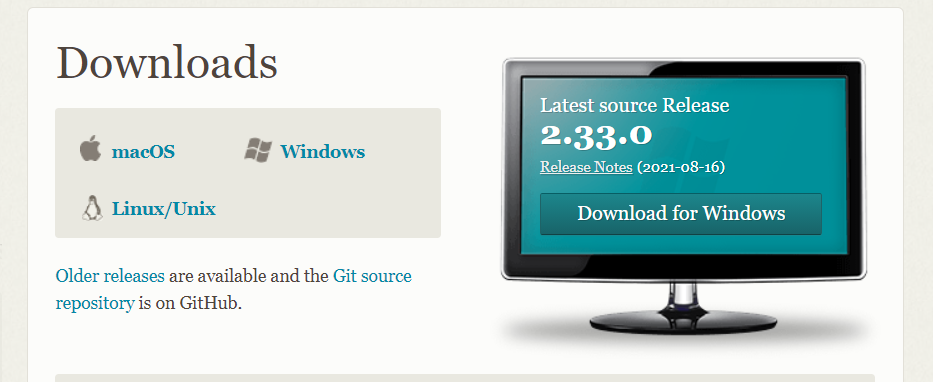 Downloads
macOS
Windows
Linux/Unix
Older releases are available and the Git source
repository is on GitHub.
Latest source Release
2.33.0
Release Notes (2021-08-16)
Download for Windows